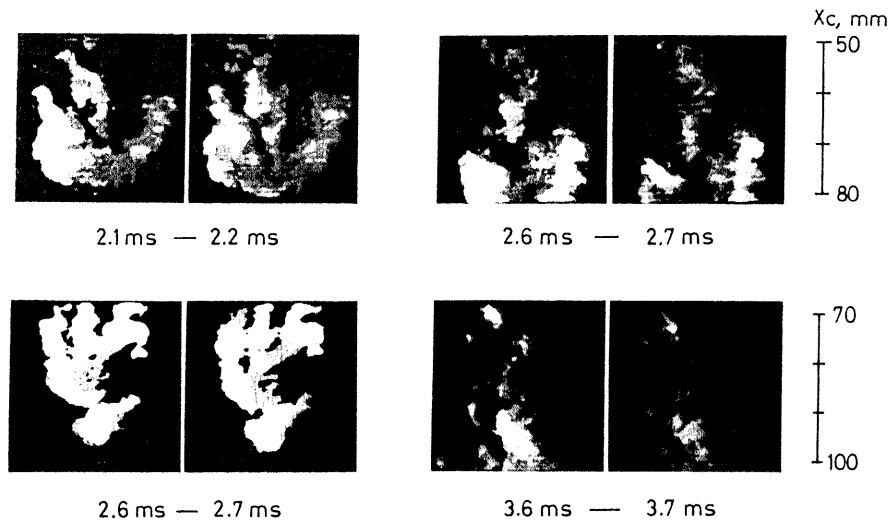 Xc, mm
50
80
2.1 ms — 2.2 ms
2.6 ms — 2.7 ms
70
100
2.6 ms — 2.7 ms
3.6 ms — 3.7 ms